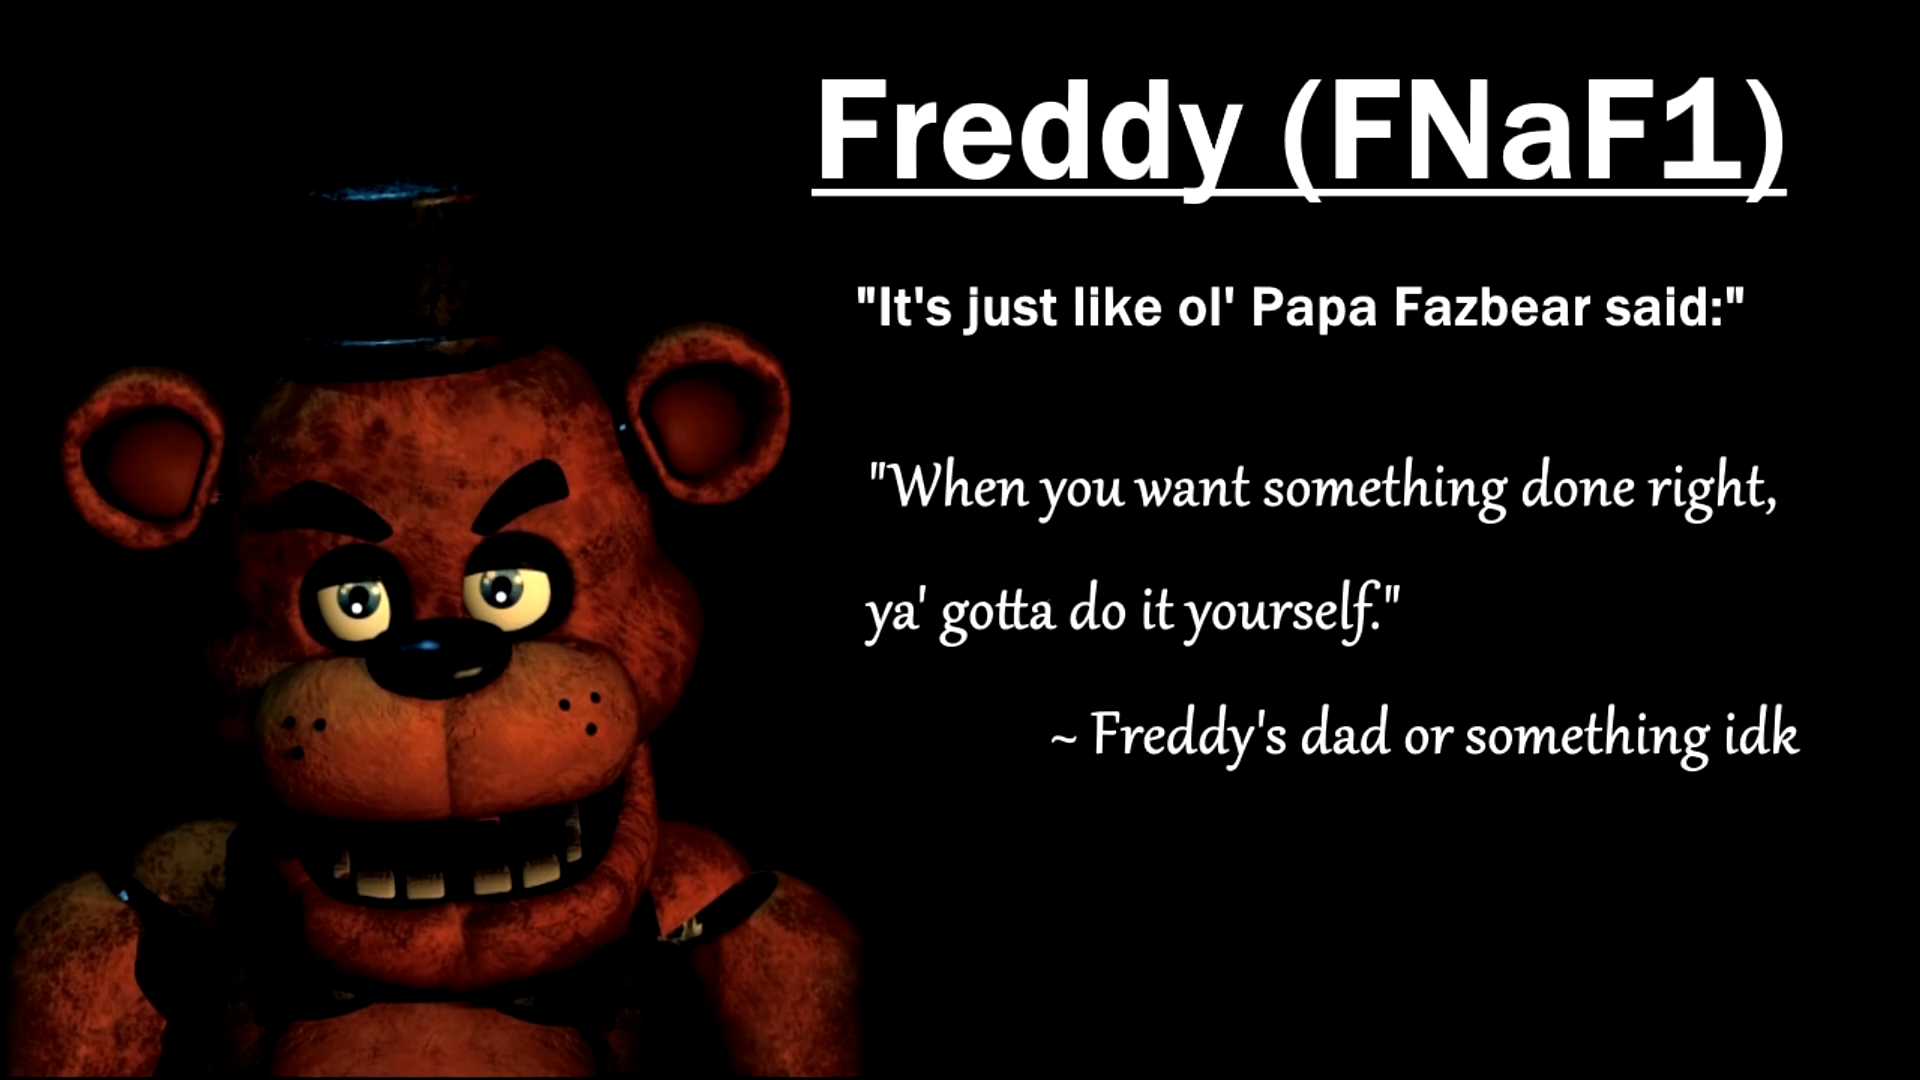 Freddy (FNaF1)
"It's just like ol' Papa Fazbear said:"
"When you want something done right,
ya' gotta do it yourself."
~ Freddy's dad or something idk